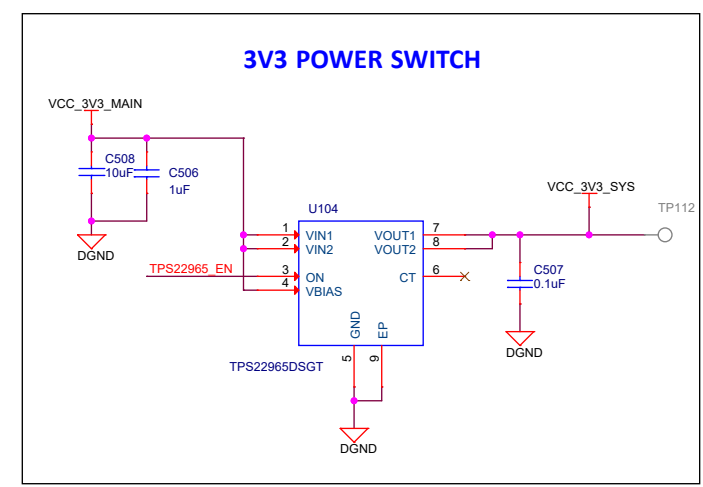 3V3 POWER SWITCH
VCC_3V3_MAIN
C508
10uF
C506
1uF
DGND
VCC_3V3_SYS
TP112
U104
1
VIN1
VOUT1
7
2
VIN2
VOUT2
8
TPS22965_EN
3
ON
CT
6
4
VBIAS
C507
0.1uF
GND
EP
5
9
TPS22965DSGT
DGND
DGND